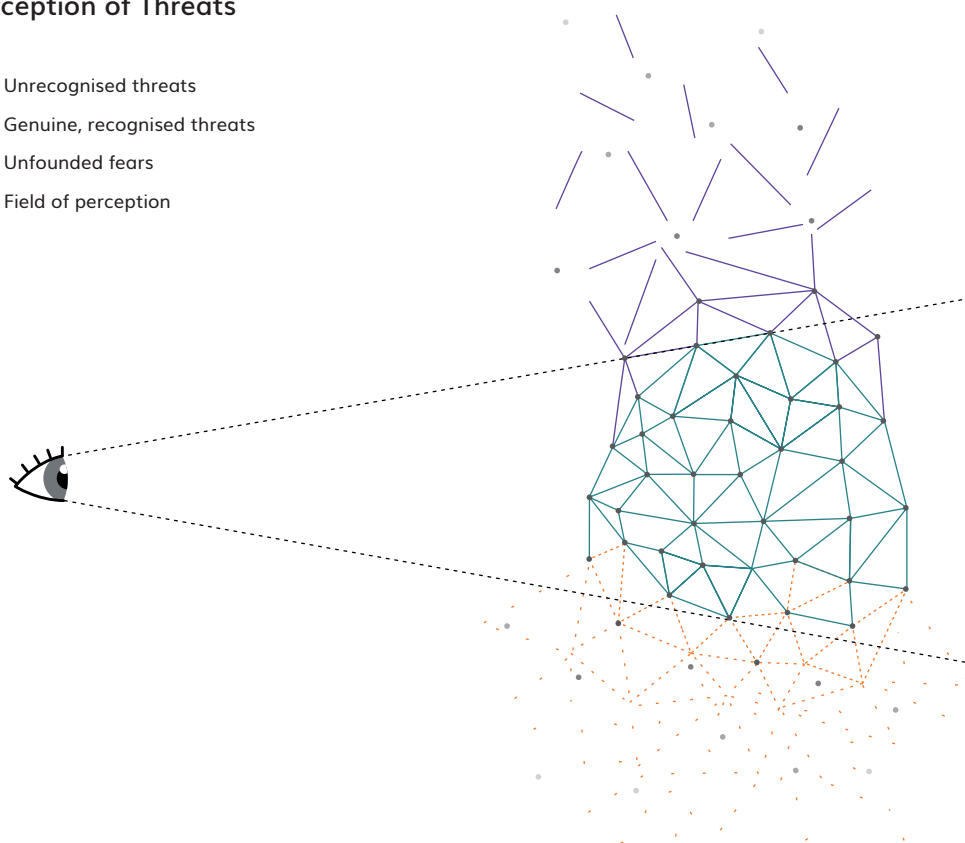 ception of Threats
Unrecognised threats
Genuine, recognised threats
Unfounded fears
Field of perception